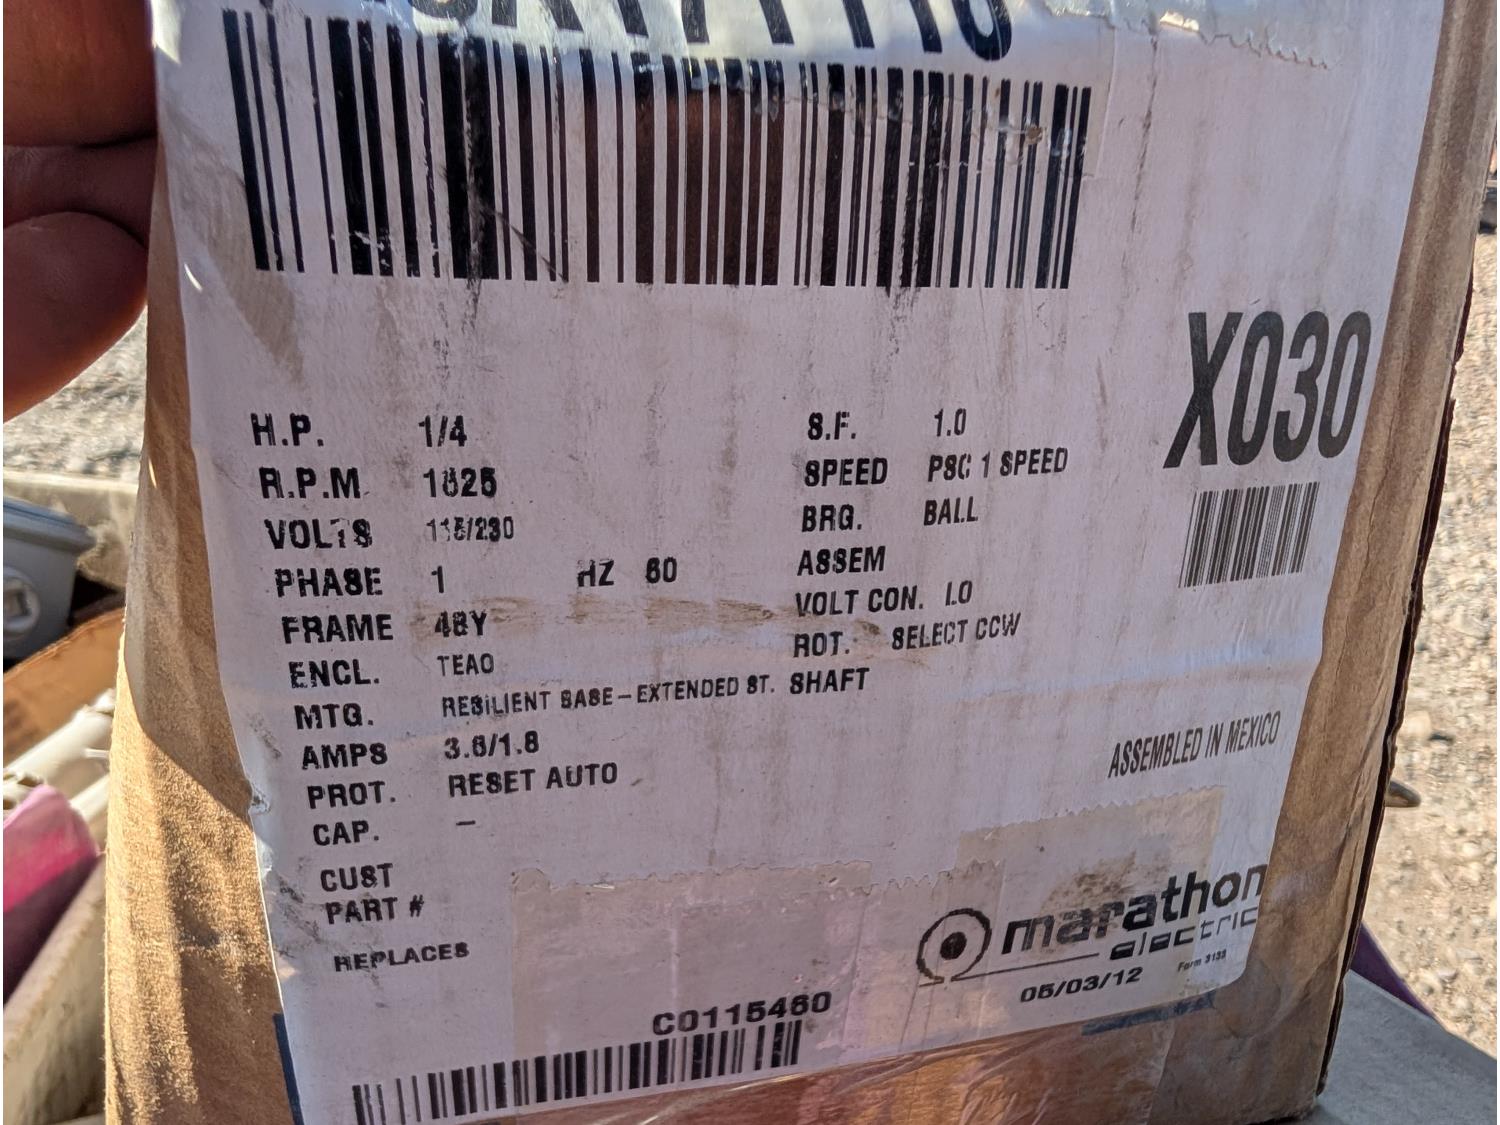 X030
H.P. 1/4
R.P.M. 1625
VOLTS 115/230
PHASE 1 HZ 60
FRAME 48Y
ENCL. TEAO
MTG. RESILIENT BASE - EXTENDED ST. SHAFT
AMPS 3.6/1.8
PROT. RESET AUTO
CAP. -
CUST
PART #
REPLACES
S.F. 1.0
SPEED PSC 1 SPEED
BRG. BALL
ASSEM
VOLT CON. I.O
ROT. SELECT CCW
ASSEMBLED IN MEXICO
marathon
electric
Form 3133
05/03/12
C0115460